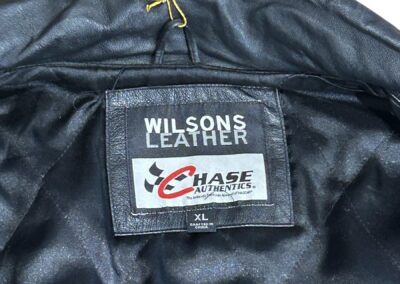 WILSONS
LEATHER
CHASE
AUTHENTICS®
XL